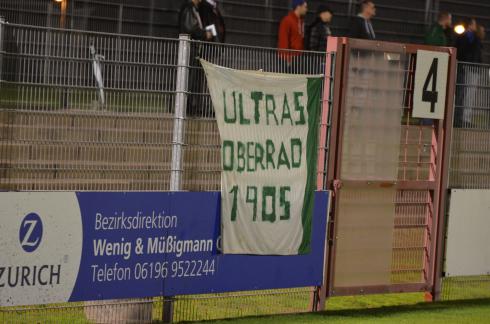 ULTRAS
OBERRAD
1905
4
Z
ZURICH
Bezirksdirektion
Wenig & Müßigmann
Telefon 06196 9522244